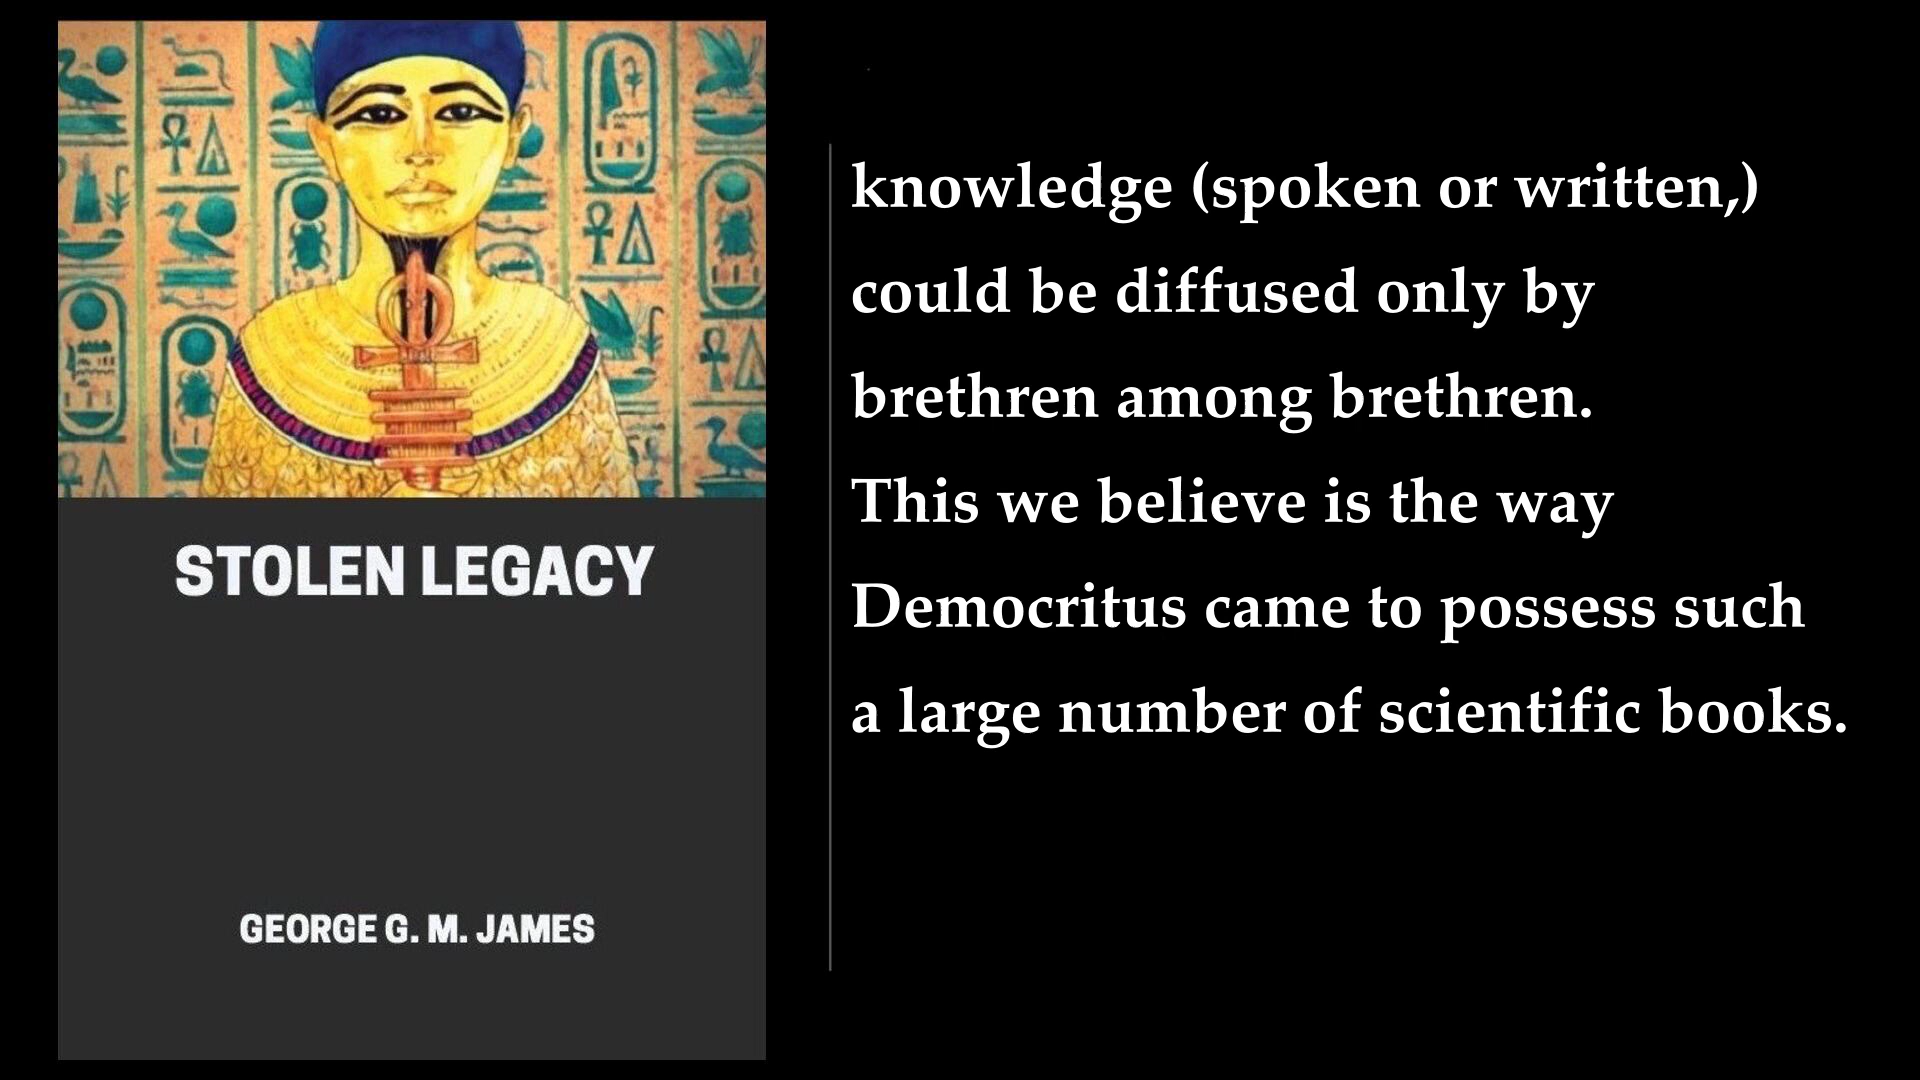 STOLEN LEGACY
GEORGE G. M. JAMES
knowledge (spoken or written,)
could be diffused only by
brethren among brethren.
This we believe is the way
Democritus came to possess such
a large number of scientific books.